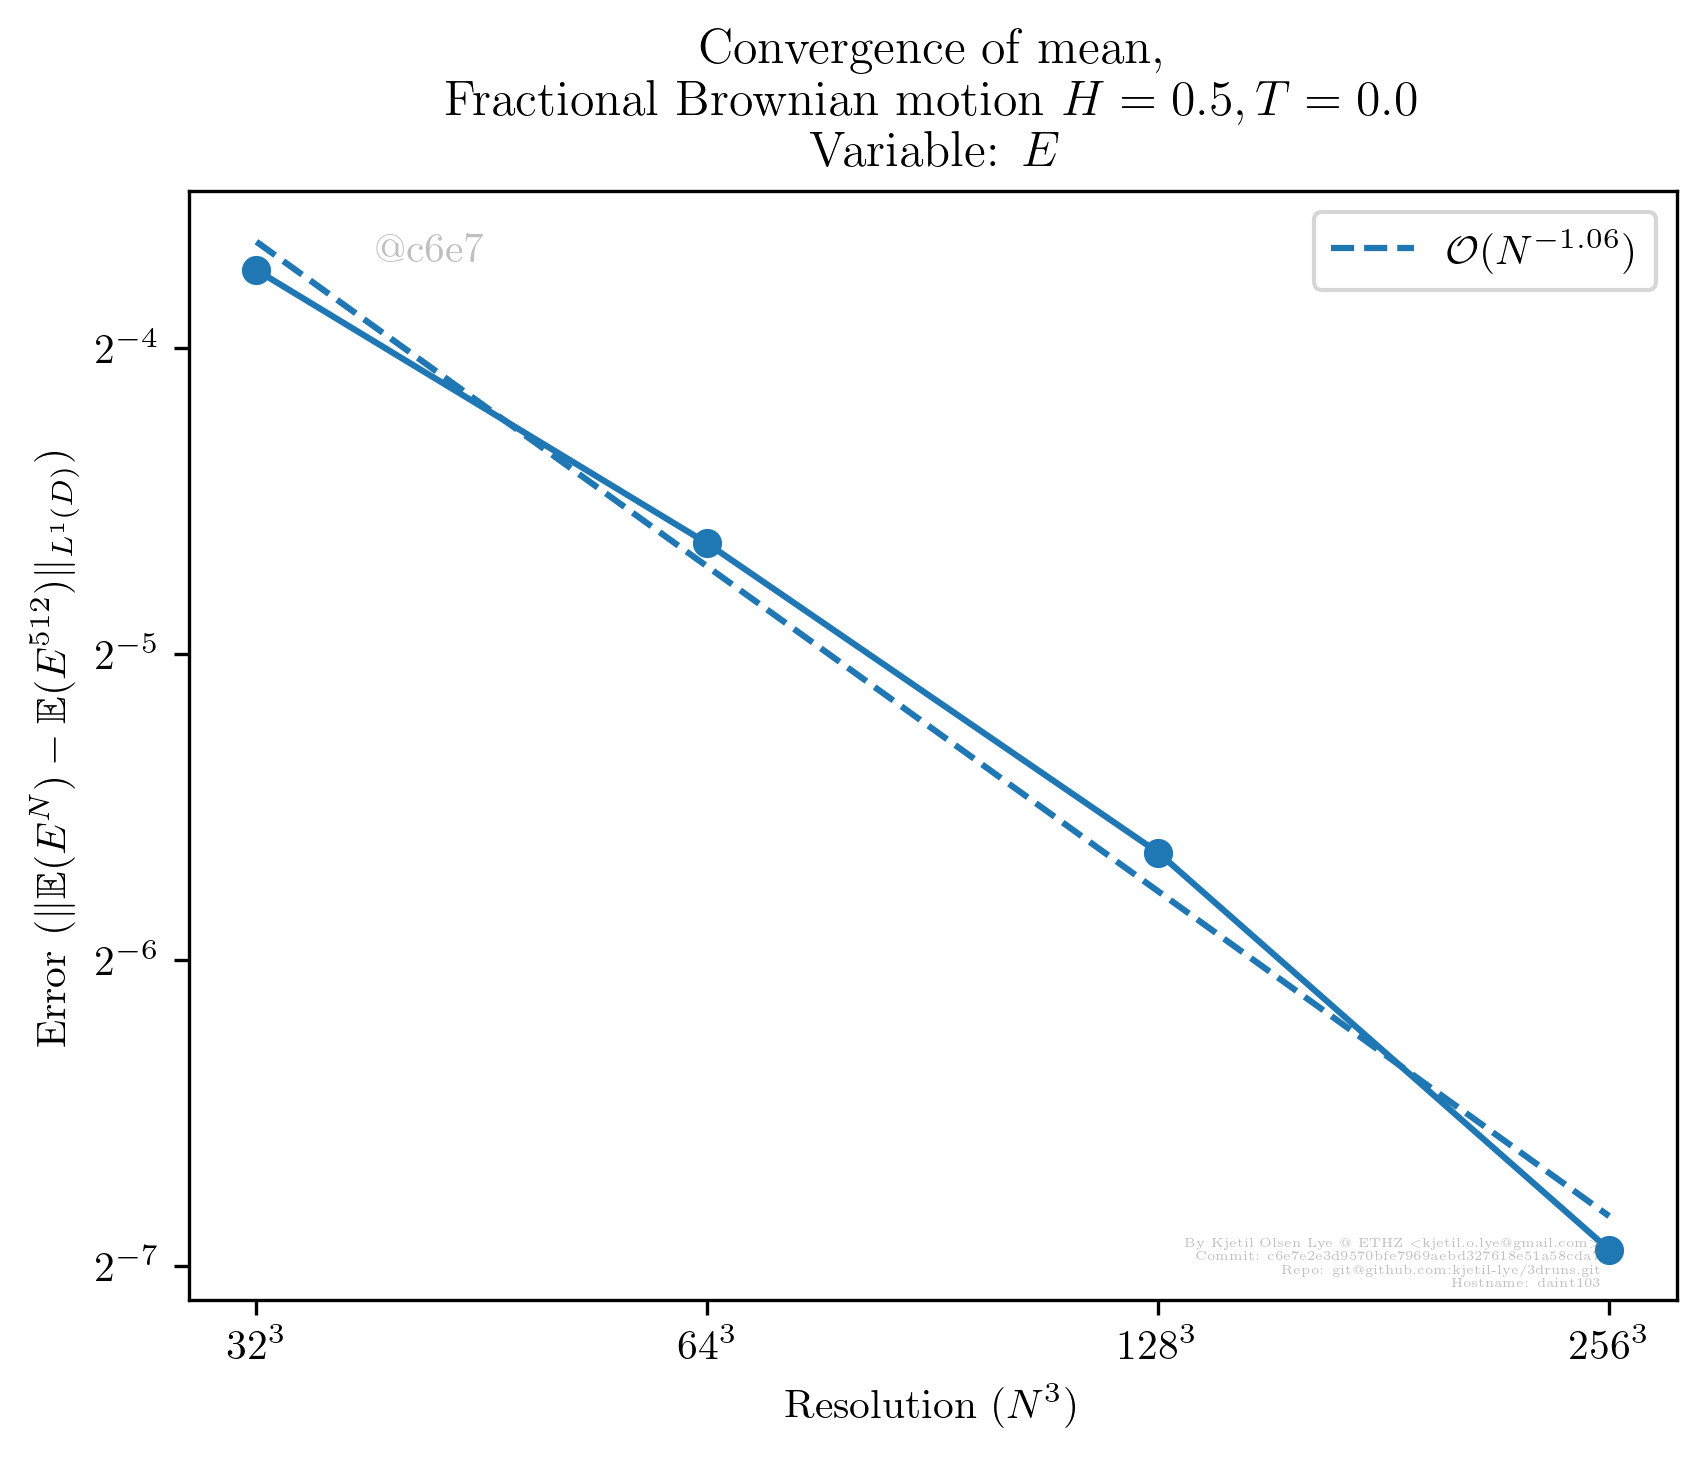 Convergence of mean,
Fractional Brownian motion H = 0.5, T = 0.0
Variable: E
@c6e7
O(N^{-1.06})
2^{-4}
2^{-5}
2^{-6}
2^{-7}
Error (‖𝔼(E^N) − 𝔼(E^{512})‖_{L^1(D)})
By Kjetil Olsen Lye @ ETHZ <kjetil.o.lye@gmail.com>
Commit: c6e7e2e3d9570bfe7969aebd327618e51a58cda7
Repo: git@github.com:kjetil-lye/3druns.git
Hostname: daint103
32^3
64^3
128^3
256^3
Resolution (N^3)